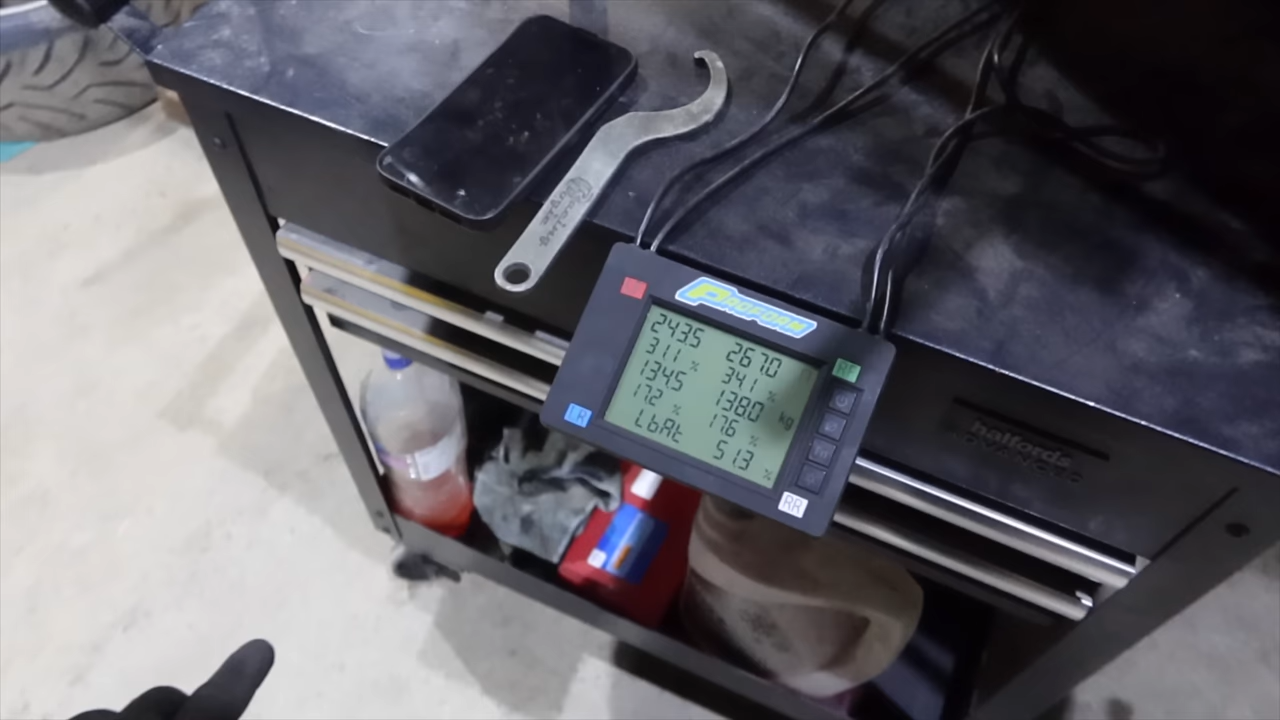 PROFORM
243.5 267.0
31.1 % 34.1 %
134.5 138.0 kg
17.2 % 17.6 %
LbAt 51.3 %
RF
LR
RR
halfords
ADVANCED